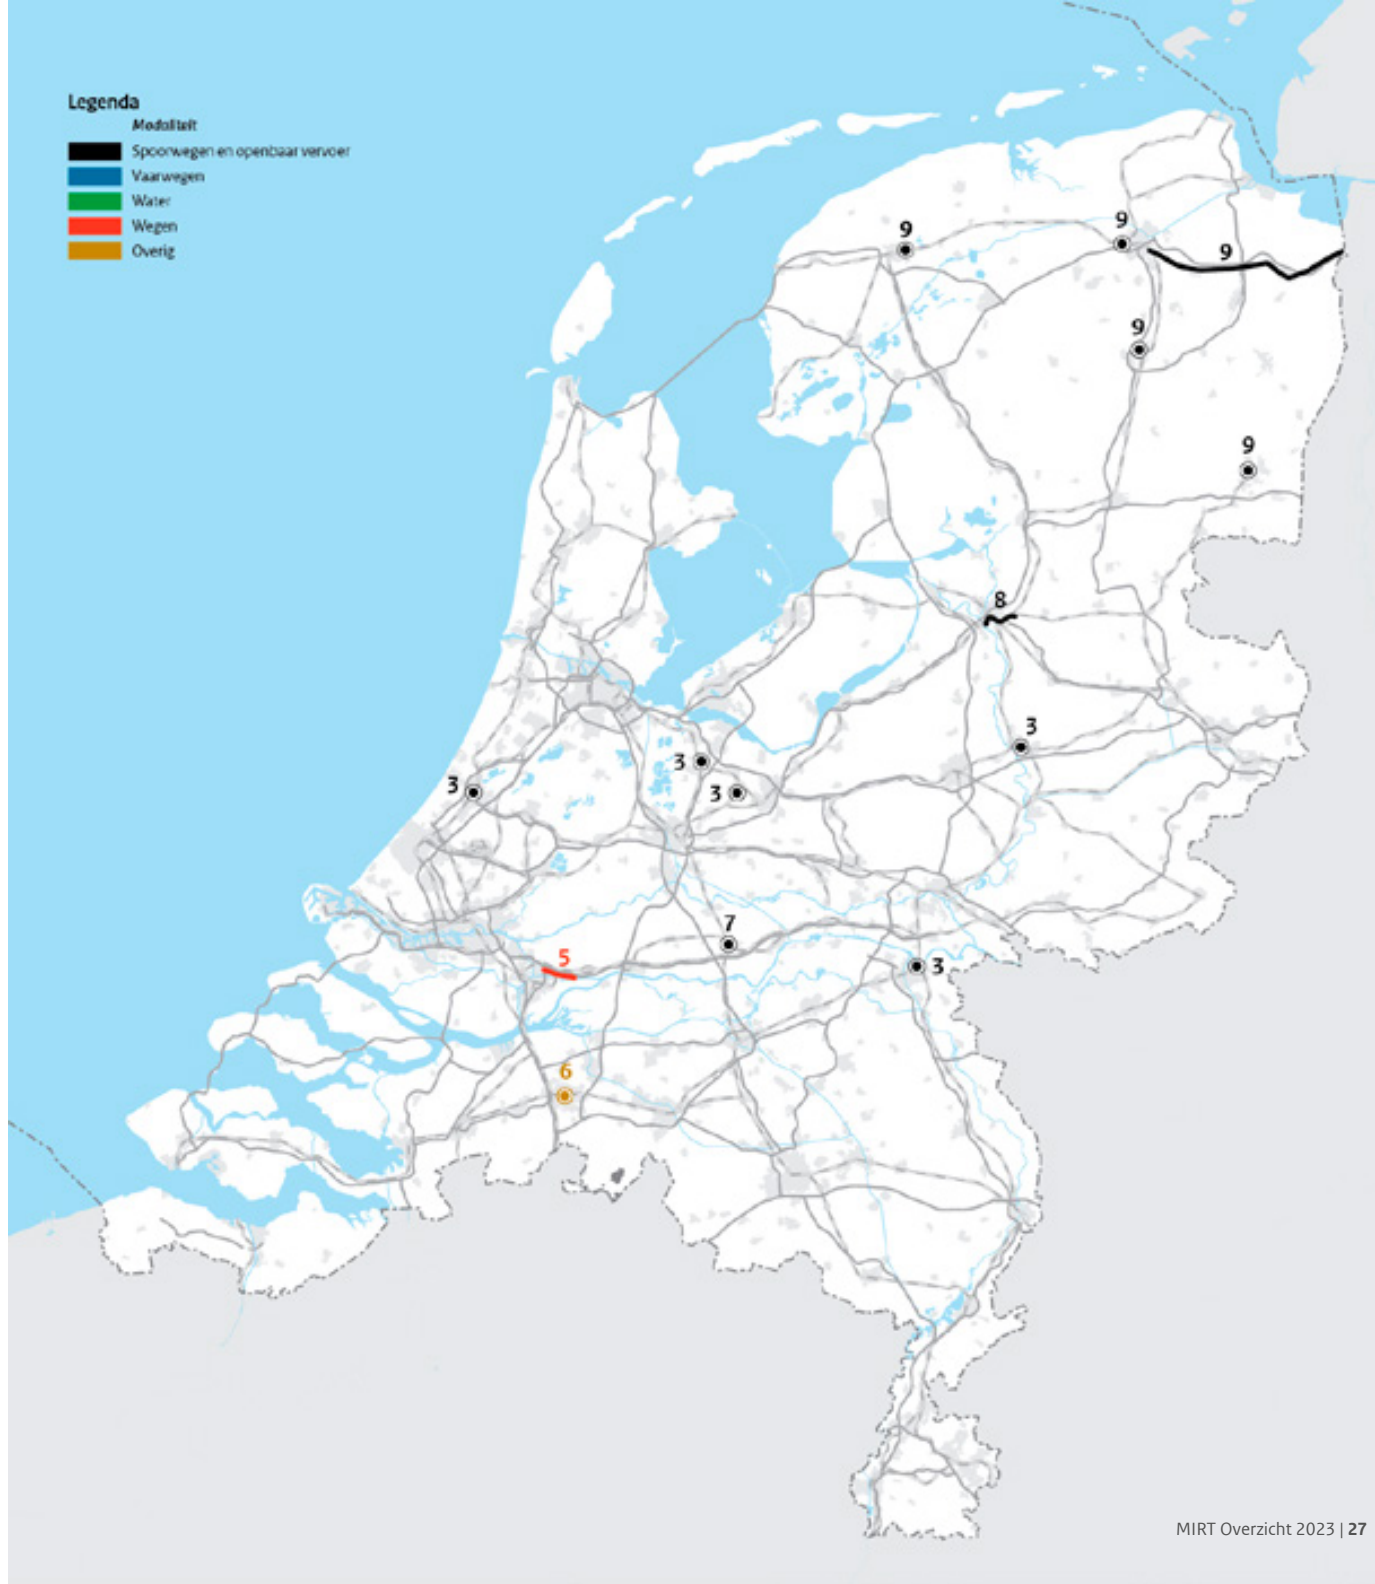 Legenda
Modaliteit
Spoorwegen en openbaar vervoer
Vaarwegen
Water
Wegen
Overig
9
9
9
9
9
8
3
3
3
3
7
5
3
6
MIRT Overzicht 2023 | 27